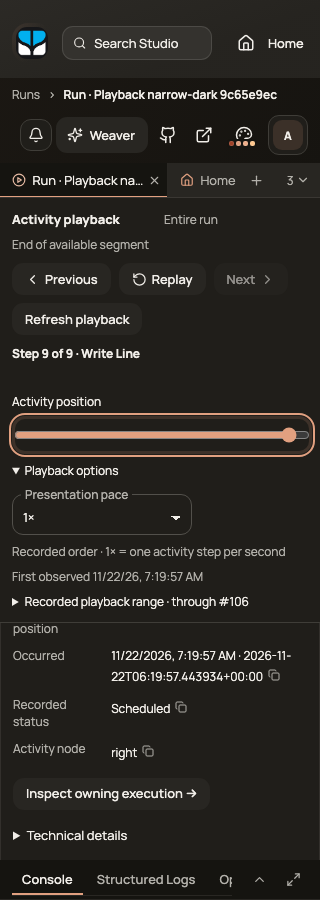 Search Studio
Home
Runs > Run · Playback narrow-dark 9c65e9ec
Weaver
A
Run · Playback na... × Home + 3
Activity playback Entire run
End of available segment
Previous Replay Next
Refresh playback
Step 9 of 9 · Write Line
Activity position
Playback options
Presentation pace
1×
Recorded order · 1× = one activity step per second
First observed 11/22/26, 7:19:57 AM
Recorded playback range · through #106
position
Occurred 11/22/2026, 7:19:57 AM · 2026-11-
22T06:19:57.443934+00:00
Recorded status Scheduled
Activity node right
Inspect owning execution →
Technical details
Console Structured Logs